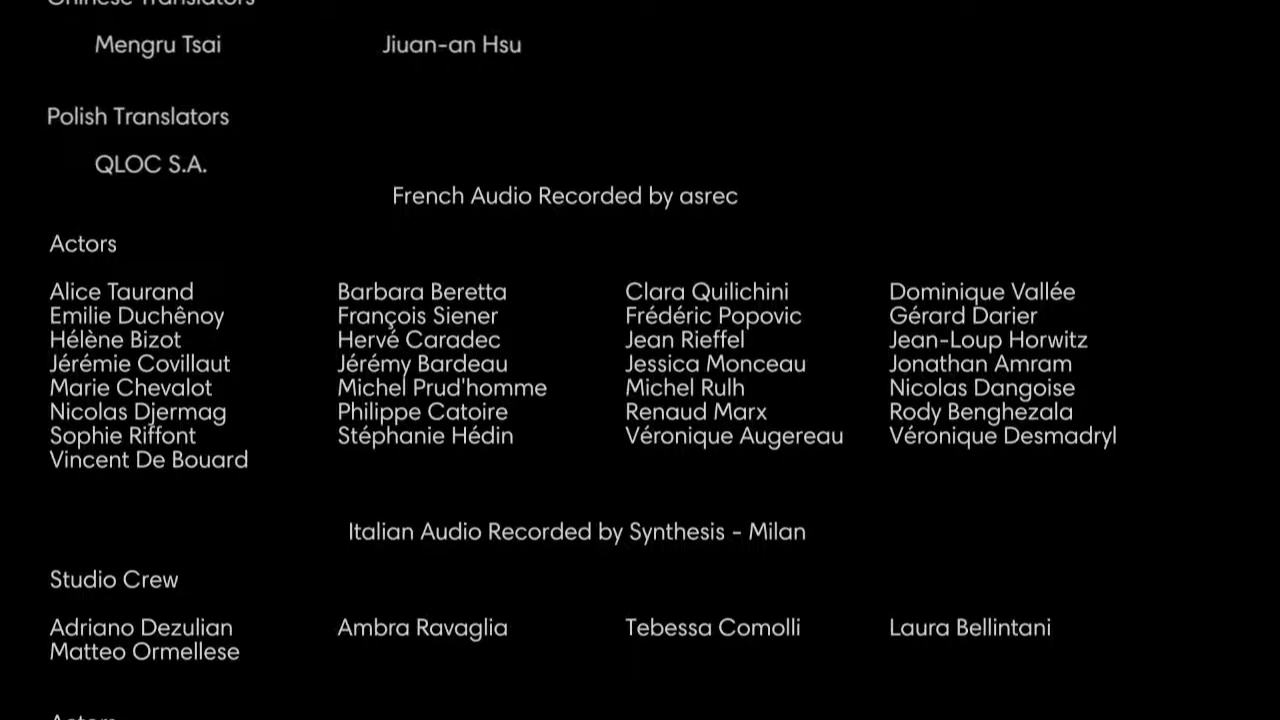 Chinese Translators
Mengru Tsai Jiuan-an Hsu
Polish Translators
QLOC S.A.
French Audio Recorded by asrec
Actors
Alice Taurand Barbara Beretta Clara Quilichini Dominique Vallée
Emilie Duchênoy François Siener Frédéric Popovic Gérard Darier
Hélène Bizot Hervé Caradec Jean Rieffel Jean-Loup Horwitz
Jérémie Covillaut Jérémy Bardeau Jessica Monceau Jonathan Amram
Marie Chevalot Michel Prud'homme Michel Rulh Nicolas Dangoise
Nicolas Djermag Philippe Catoire Renaud Marx Rody Benghezala
Sophie Riffont Stéphanie Hédin Véronique Augereau Véronique Desmadryl
Vincent De Bouard
Italian Audio Recorded by Synthesis - Milan
Studio Crew
Adriano Dezulian Ambra Ravaglia Tebessa Comolli Laura Bellintani
Matteo Ormellese
Actors